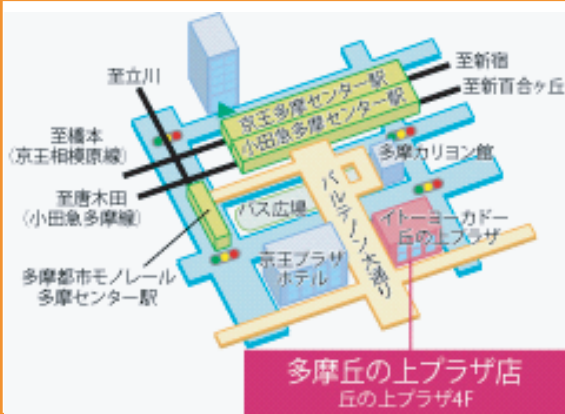 至新宿
至新百合ヶ丘
至立川
京王多摩センター駅
小田急多摩センター駅
至橋本
(京王相模原線)
多摩カリヨン館
至唐木田
(小田急多摩線)
バス広場
パルテノン大通り
イトーヨーカドー
丘の上プラザ
京王プラザ
ホテル
多摩都市モノレール
多摩センター駅
多摩丘の上プラザ店
丘の上プラザ4F